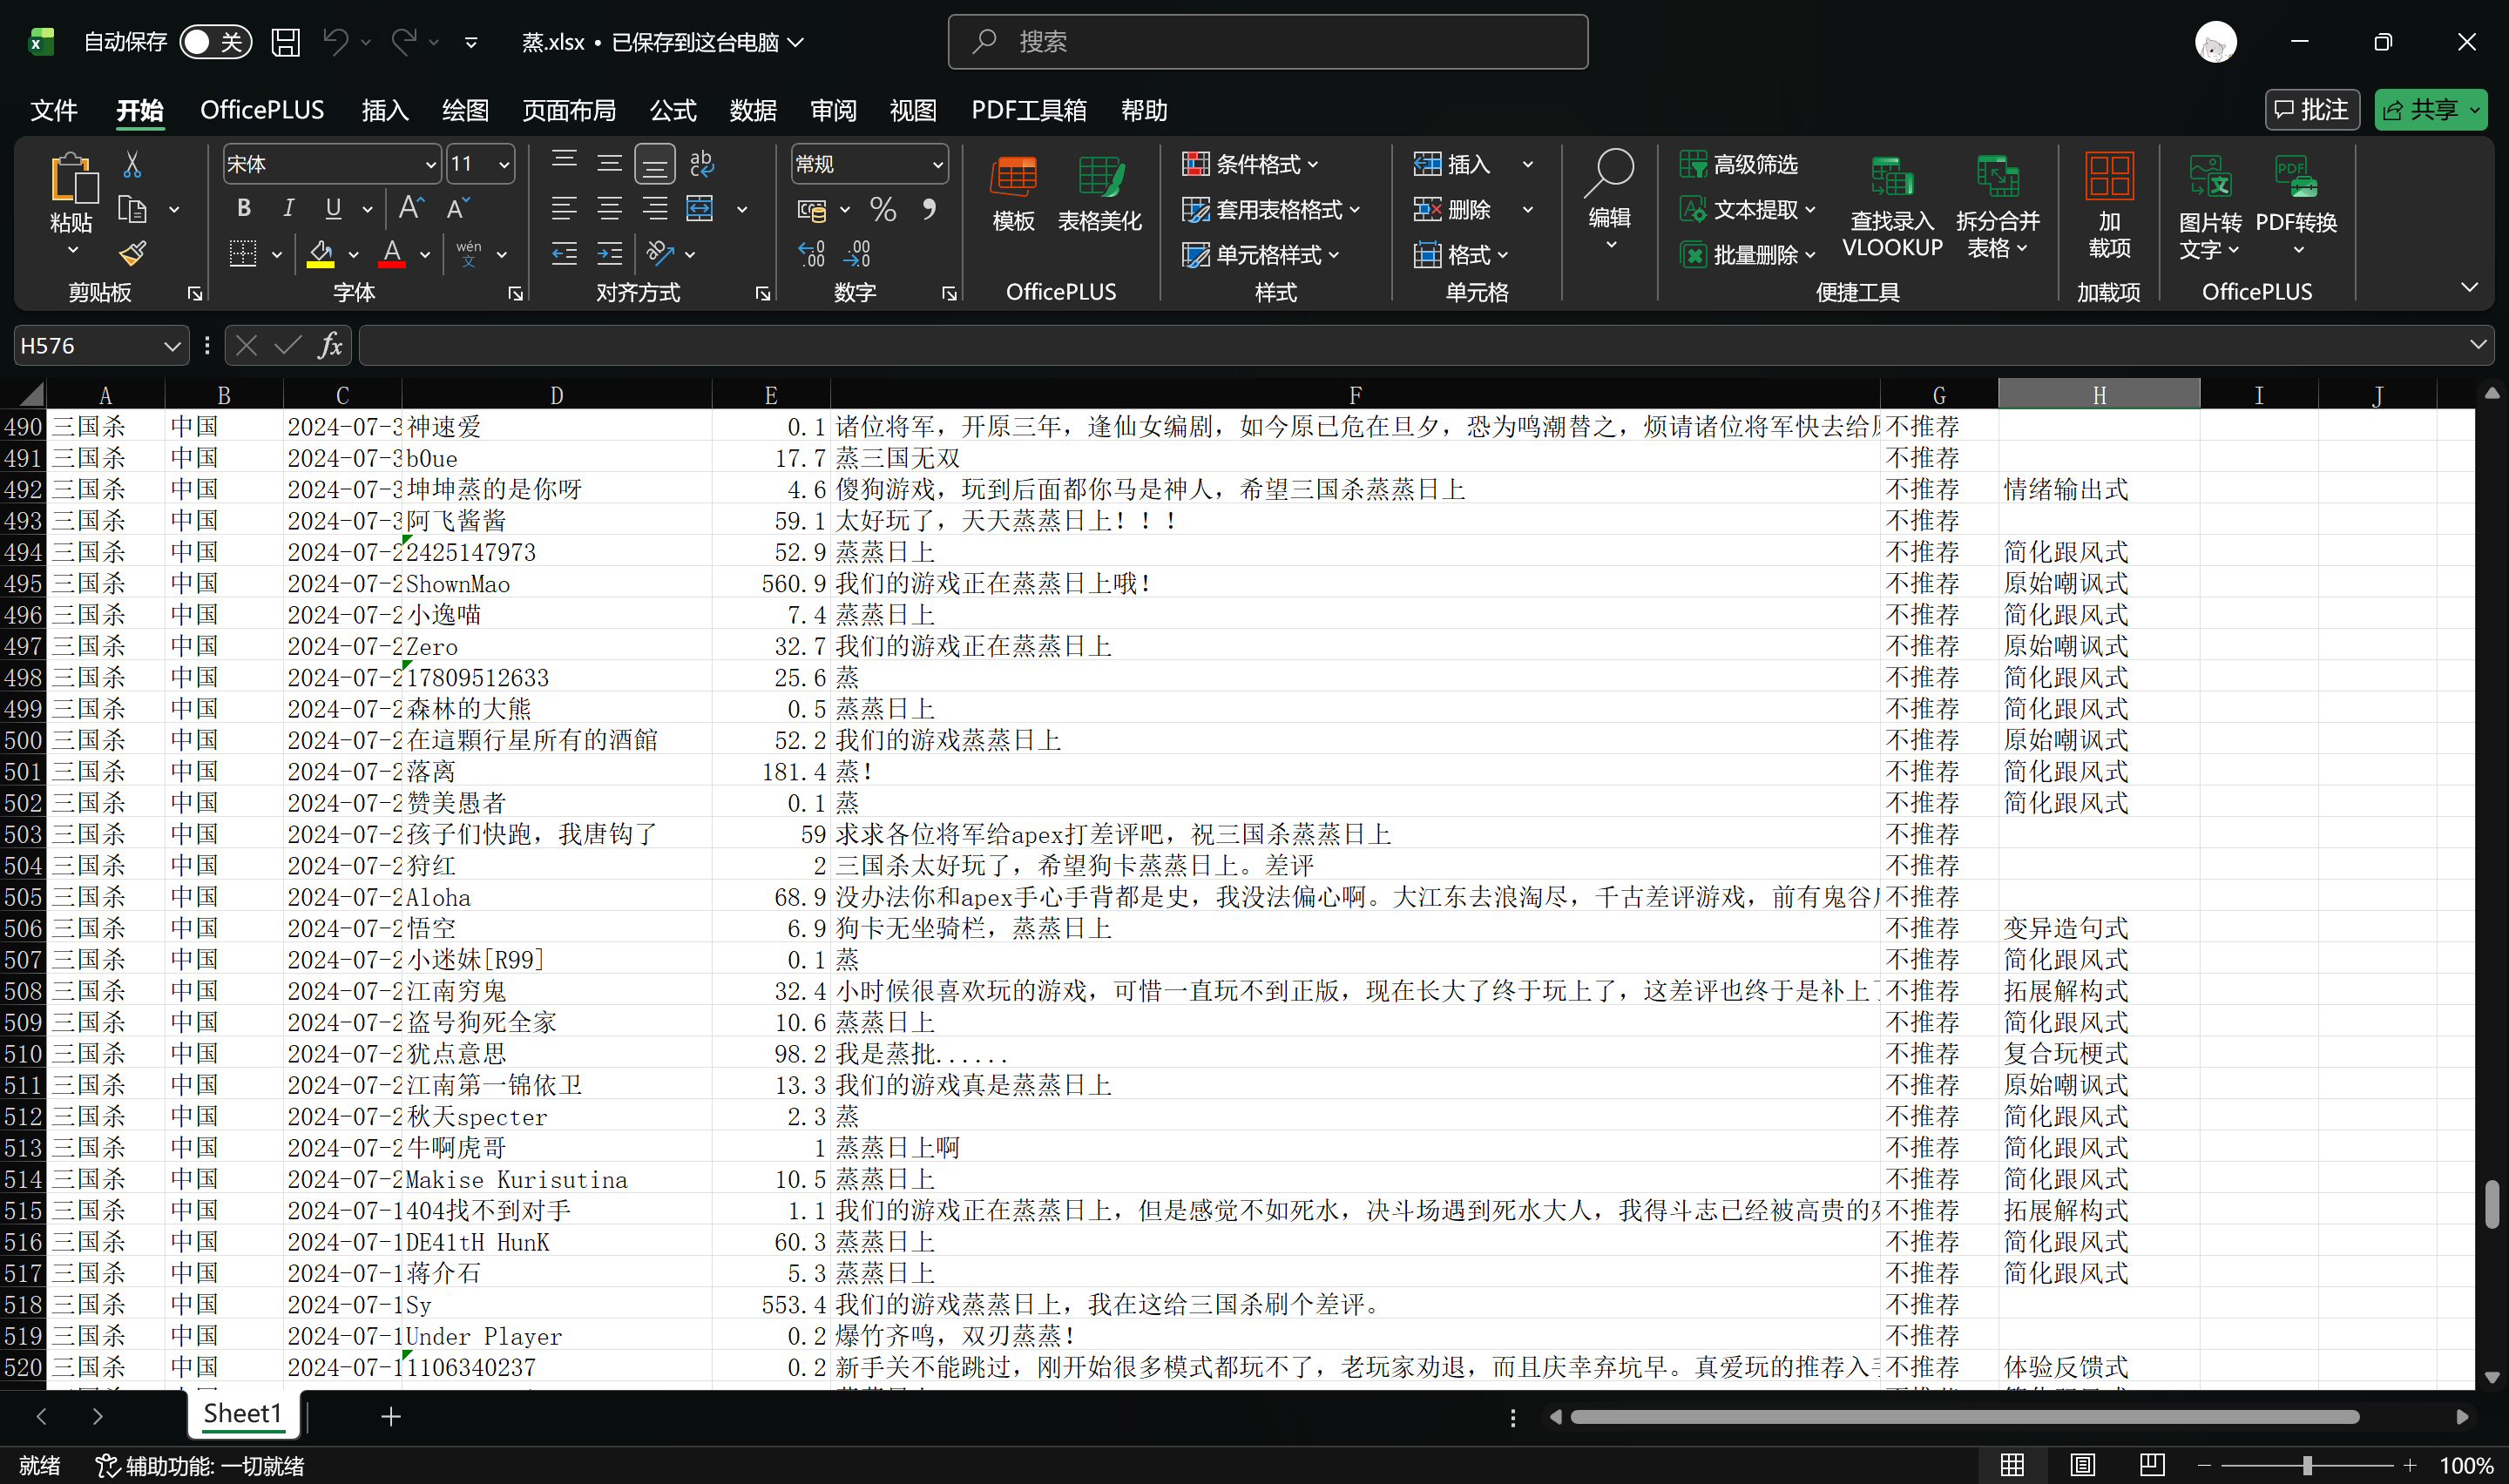 自动保存 关 蒸.xlsx • 已保存到这台电脑 搜索
文件 开始 OfficePLUS 插入 绘图 页面布局 公式 数据 审阅 视图 PDF工具箱 帮助 批注 共享
粘贴 宋体 11 常规 模板 表格美化 条件格式 套用表格格式 单元格样式 插入 删除 格式 编辑 高级筛选 文本提取 批量删除 查找录入 VLOOKUP 拆分合并 表格 加 载项 图片转 文字 PDF转换
剪贴板 字体 对齐方式 数字 OfficePLUS 样式 单元格 便捷工具 加载项 OfficePLUS
H576 fx
A B C D E F G H I J
490 三国杀 中国 2024-07-3 神速爱 0.1 诸位将军，开原三年，逢仙女编剧，如今原已危在旦夕，恐为鸣潮替之，烦请诸位将军快去给 不推荐
491 三国杀 中国 2024-07-3 b0ue 17.7 蒸三国无双 不推荐
492 三国杀 中国 2024-07-3 坤坤蒸的是你呀 4.6 傻狗游戏，玩到后面都你马是神人，希望三国杀蒸蒸日上 不推荐 情绪输出式
493 三国杀 中国 2024-07-3 阿飞酱酱 59.1 太好玩了，天天蒸蒸日上！！！ 不推荐
494 三国杀 中国 2024-07-2 2425147973 52.9 蒸蒸日上 不推荐 简化跟风式
495 三国杀 中国 2024-07-2 ShownMao 560.9 我们的游戏正在蒸蒸日上哦！ 不推荐 原始嘲讽式
496 三国杀 中国 2024-07-2 小逸喵 7.4 蒸蒸日上 不推荐 简化跟风式
497 三国杀 中国 2024-07-2 Zero 32.7 我们的游戏正在蒸蒸日上 不推荐 原始嘲讽式
498 三国杀 中国 2024-07-2 17809512633 25.6 蒸 不推荐 简化跟风式
499 三国杀 中国 2024-07-2 森林的大熊 0.5 蒸蒸日上 不推荐 简化跟风式
500 三国杀 中国 2024-07-2 在這顆行星所有的酒館 52.2 我们的游戏蒸蒸日上 不推荐 原始嘲讽式
501 三国杀 中国 2024-07-2 落离 181.4 蒸！ 不推荐 简化跟风式
502 三国杀 中国 2024-07-2 赞美愚者 0.1 蒸 不推荐 简化跟风式
503 三国杀 中国 2024-07-2 孩子们快跑，我唐钩了 59 求求各位将军给apex打差评吧，祝三国杀蒸蒸日上 不推荐
504 三国杀 中国 2024-07-2 狩红 2 三国杀太好玩了，希望狗卡蒸蒸日上。差评 不推荐
505 三国杀 中国 2024-07-2 Aloha 68.9 没办法你和apex手心手背都是史，我没法偏心啊。大江东去浪淘尽，千古差评游戏，前有鬼谷 不推荐
506 三国杀 中国 2024-07-2 悟空 6.9 狗卡无坐骑栏，蒸蒸日上 不推荐 变异造句式
507 三国杀 中国 2024-07-2 小迷妹[R99] 0.1 蒸 不推荐 简化跟风式
508 三国杀 中国 2024-07-2 江南穷鬼 32.4 小时候很喜欢玩的游戏，可惜一直玩不到正版，现在长大了终于玩上了，这差评也终于是补上 不推荐 拓展解构式
509 三国杀 中国 2024-07-2 盗号狗死全家 10.6 蒸蒸日上 不推荐 简化跟风式
510 三国杀 中国 2024-07-2 犹点意思 98.2 我是蒸批...... 不推荐 复合玩梗式
511 三国杀 中国 2024-07-2 江南第一锦依卫 13.3 我们的游戏真是蒸蒸日上 不推荐 原始嘲讽式
512 三国杀 中国 2024-07-2 秋天specter 2.3 蒸 不推荐 简化跟风式
513 三国杀 中国 2024-07-2 牛啊虎哥 1 蒸蒸日上啊 不推荐 简化跟风式
514 三国杀 中国 2024-07-2 Makise Kurisutina 10.5 蒸蒸日上 不推荐 简化跟风式
515 三国杀 中国 2024-07-1 404找不到对手 1.1 我们的游戏正在蒸蒸日上，但是感觉不如死水，决斗场遇到死水大人，我得斗志已经被高贵的 不推荐 拓展解构式
516 三国杀 中国 2024-07-1 DE41tH HunK 60.3 蒸蒸日上 不推荐 简化跟风式
517 三国杀 中国 2024-07-1 蒋介石 5.3 蒸蒸日上 不推荐 简化跟风式
518 三国杀 中国 2024-07-1 Sy 553.4 我们的游戏蒸蒸日上，我在这给三国杀刷个差评。 不推荐
519 三国杀 中国 2024-07-1 Under Player 0.2 爆竹齐鸣，双刃蒸蒸！ 不推荐
520 三国杀 中国 2024-07-1 1106340237 0.2 新手关不能跳过，刚开始很多模式都玩不了，老玩家劝退，而且庆幸弃坑早。真爱玩的推荐入 不推荐 体验反馈式
Sheet1
就绪 辅助功能: 一切就绪 100%